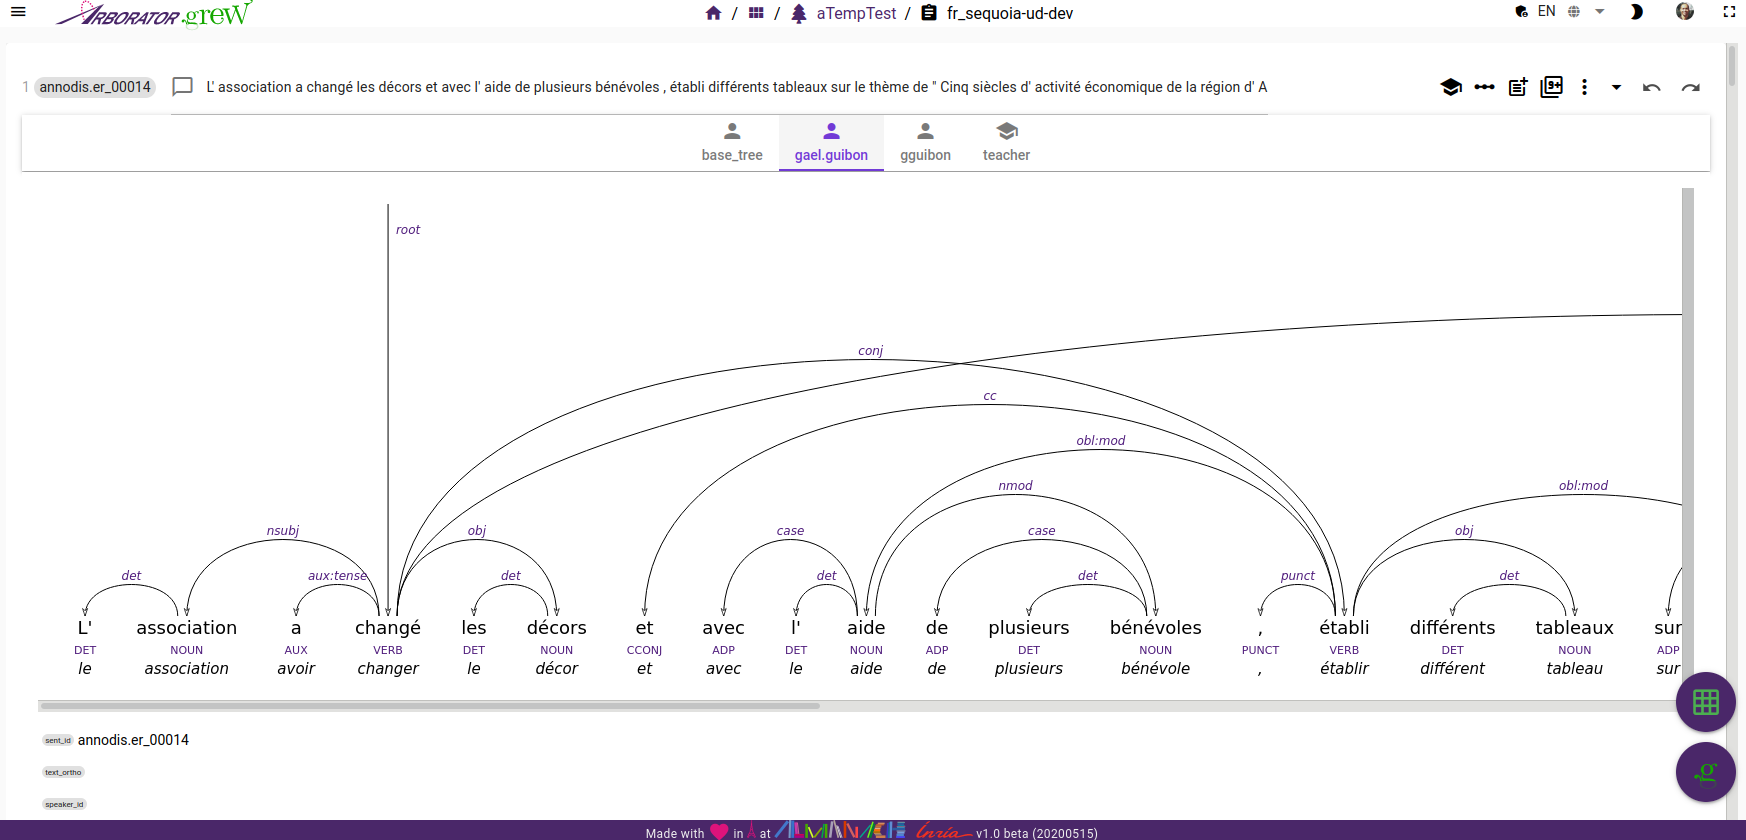 ARBORATOR .grew / / aTempTest / fr_sequoia-ud-dev EN
1 annodis.er_00014 L' association a changé les décors et avec l' aide de plusieurs bénévoles , établi différents tableaux sur le thème de " Cinq siècles d' activité économique de la région d' A 9+
base_tree gael.guibon gguibon teacher
root
conj
cc
obl:mod
nmod obl:mod
nsubj obj case case obj
det aux:tense det det det punct det
L' association a changé les décors et avec l' aide de plusieurs bénévoles , établi différents tableaux sur
DET NOUN AUX VERB DET NOUN CCONJ ADP DET NOUN ADP DET NOUN PUNCT VERB DET NOUN ADP
le association avoir changer le décor et avec le aide de plusieurs bénévole , établir différent tableau sur
sent_id annodis.er_00014
.g
text_ortho
speaker_id
Made with in at ALMANACH Inria v1.0 beta (20200515)